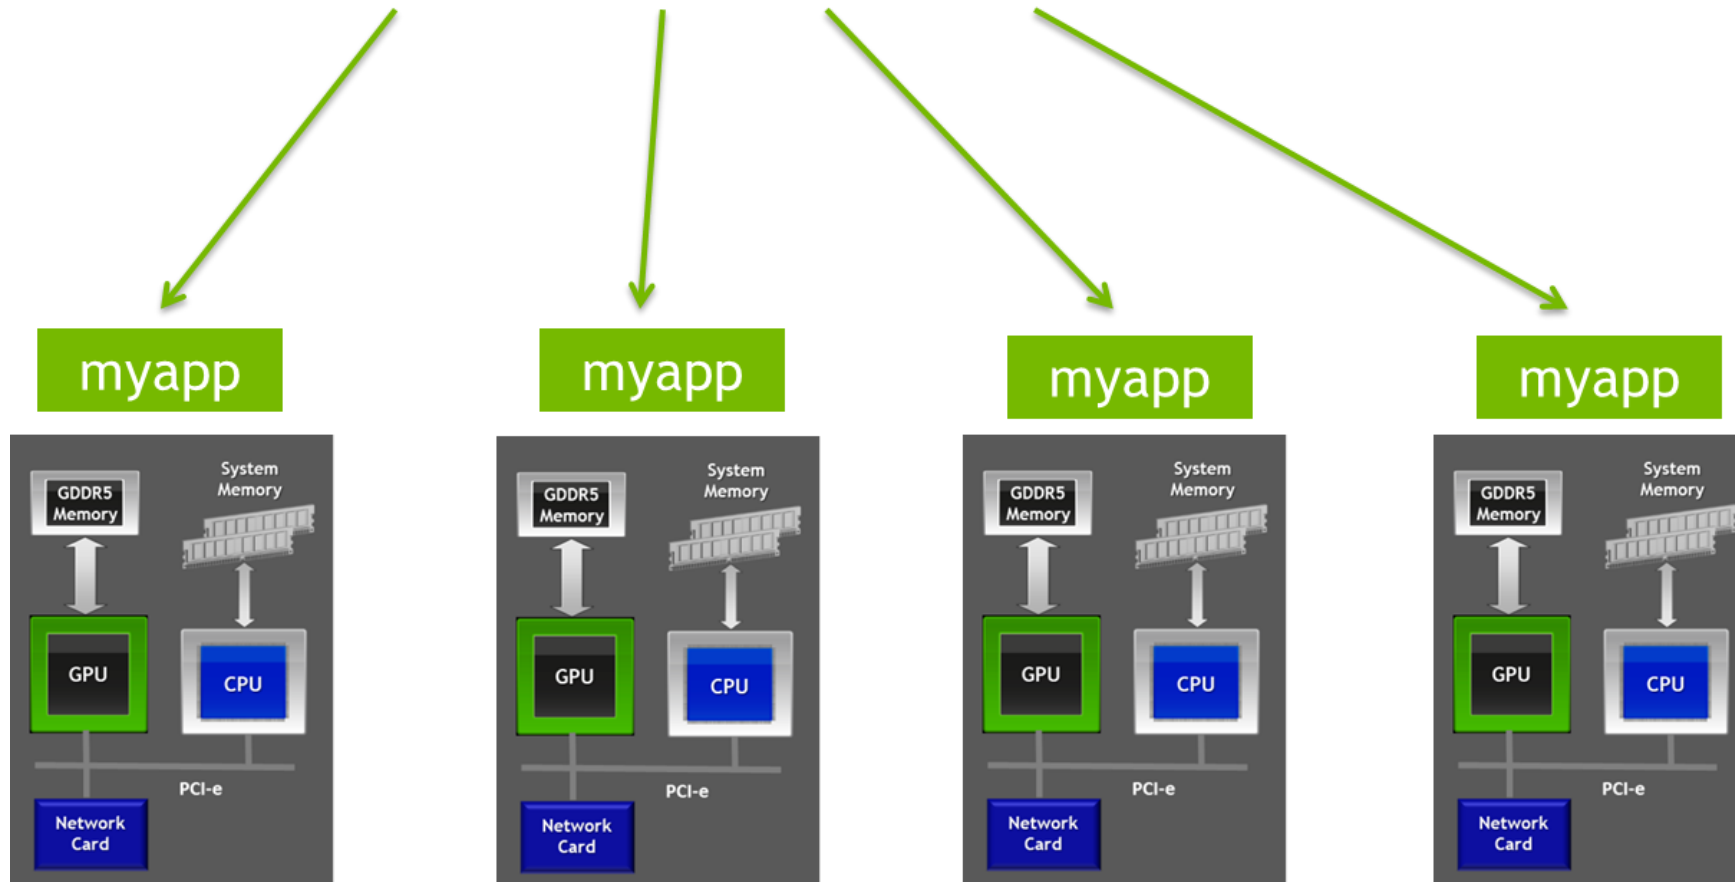 myapp
myapp
myapp
myapp
GDDR5
Memory
System
Memory
GPU
CPU
PCI-e
Network
Card
GDDR5
Memory
System
Memory
GPU
CPU
PCI-e
Network
Card
GDDR5
Memory
System
Memory
GPU
CPU
PCI-e
Network
Card
GDDR5
Memory
System
Memory
GPU
CPU
PCI-e
Network
Card